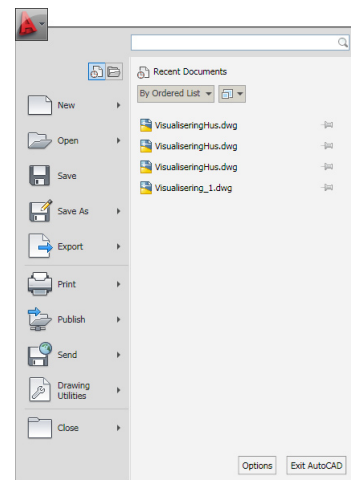 Recent Documents
By Ordered List
New
Open
Save
Save As
Export
Print
Publish
Send
Drawing
Utilities
Close
VisualiseringHus.dwg
VisualiseringHus.dwg
VisualiseringHus.dwg
Visualisering_1.dwg
Options
Exit AutoCAD